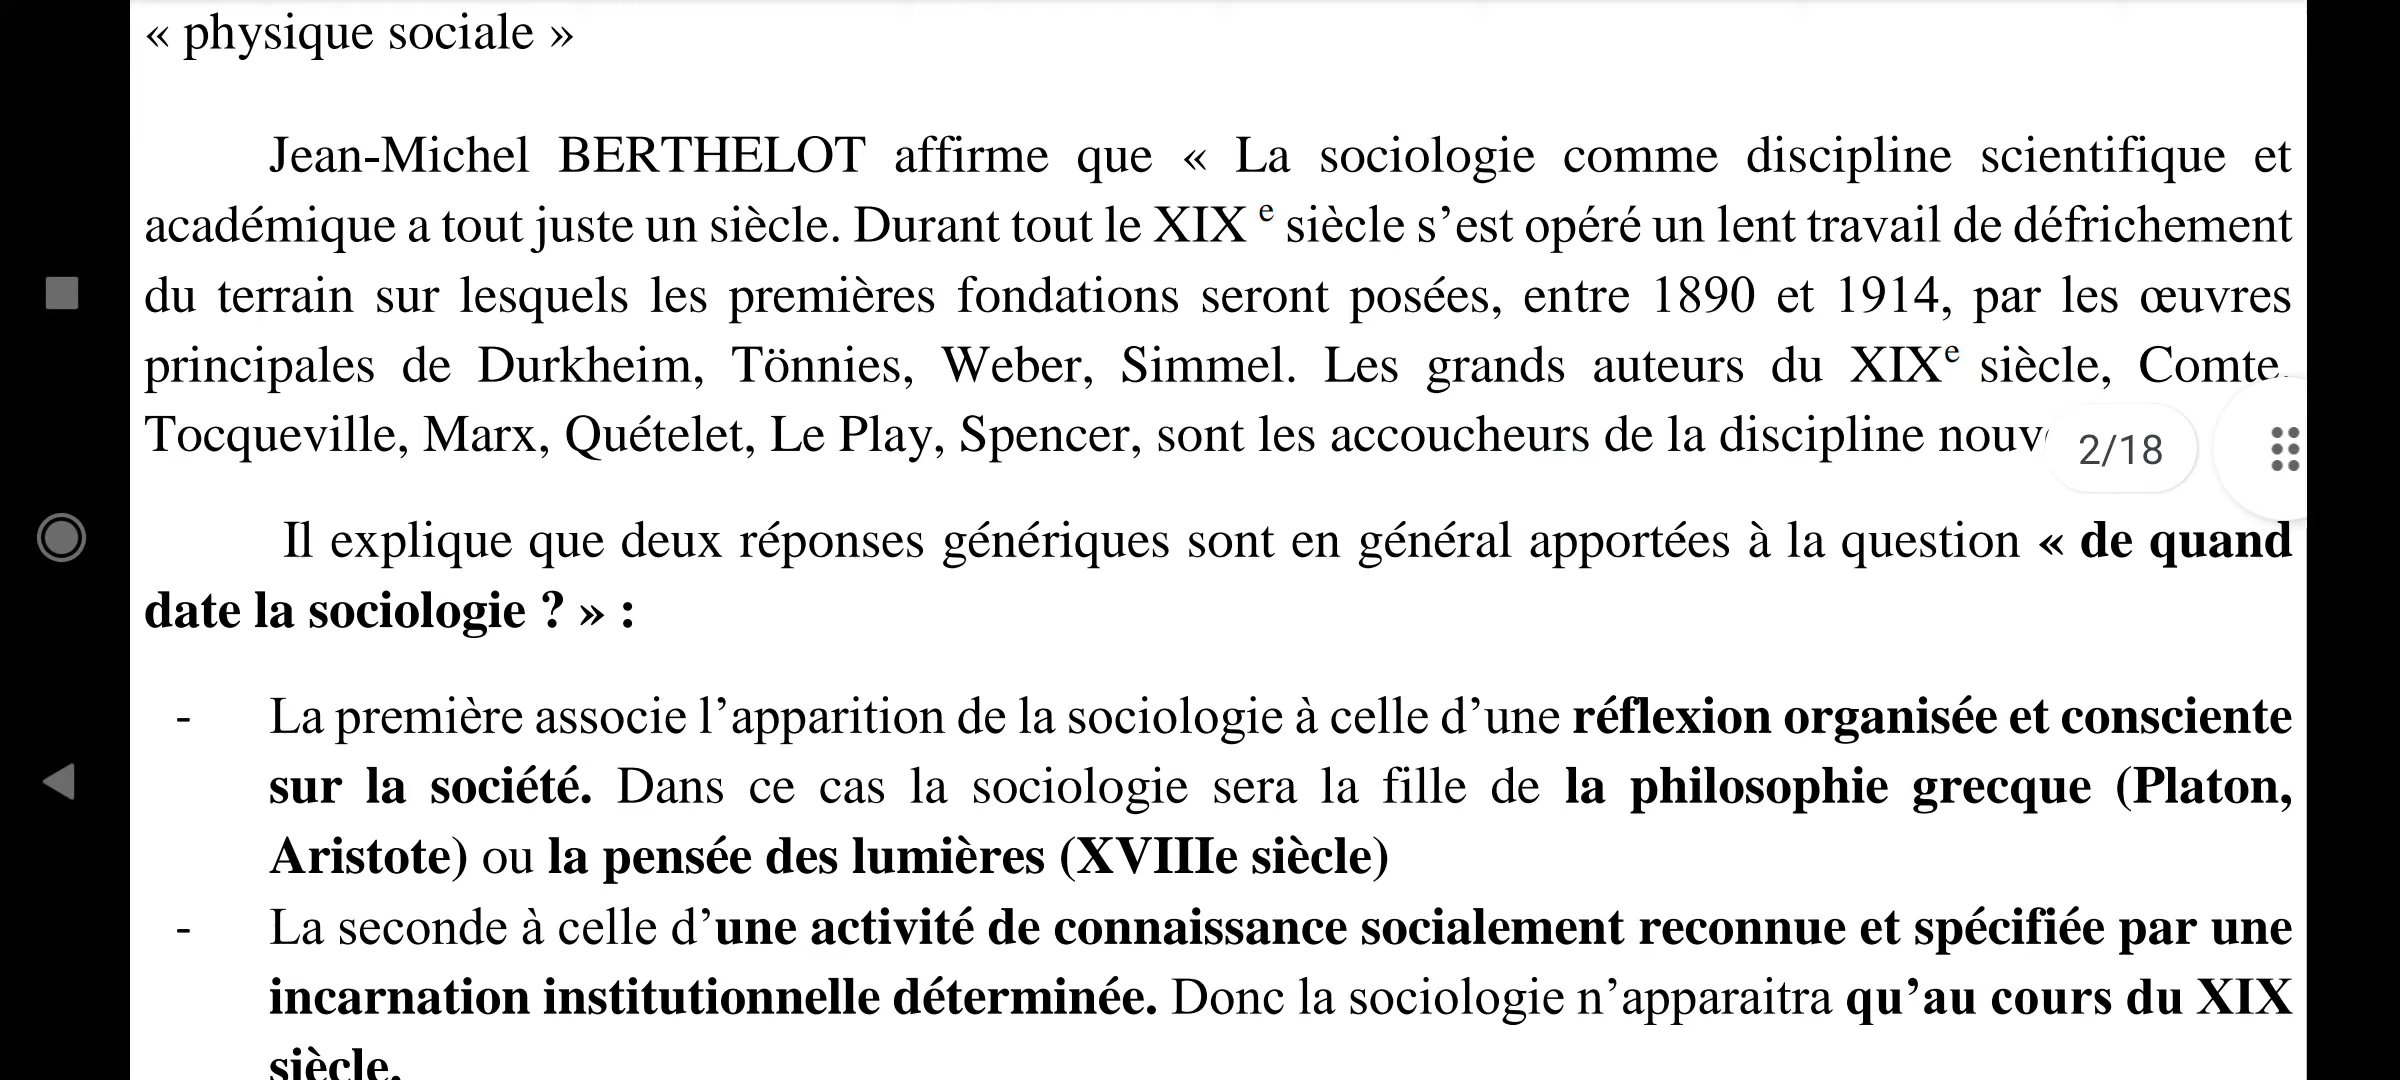 « physique sociale »
Jean-Michel BERTHELOT affirme que « La sociologie comme discipline scientifique et
académique a tout juste un siècle. Durant tout le XIX e siècle s’est opéré un lent travail de défrichement
du terrain sur lesquels les premières fondations seront posées, entre 1890 et 1914, par les œuvres
principales de Durkheim, Tönnies, Weber, Simmel. Les grands auteurs du XIXe siècle, Comte,
Tocqueville, Marx, Quételet, Le Play, Spencer, sont les accoucheurs de la discipline
2/18
Il explique que deux réponses génériques sont en général apportées à la question « de quand
date la sociologie ? » :
- La première associe l’apparition de la sociologie à celle d’une réflexion organisée et consciente
sur la société. Dans ce cas la sociologie sera la fille de la philosophie grecque (Platon,
Aristote) ou la pensée des lumières (XVIIIe siècle)
- La seconde à celle d’une activité de connaissance socialement reconnue et spécifiée par une
incarnation institutionnelle déterminée. Donc la sociologie n’apparaitra qu’au cours du XIX
siècle.